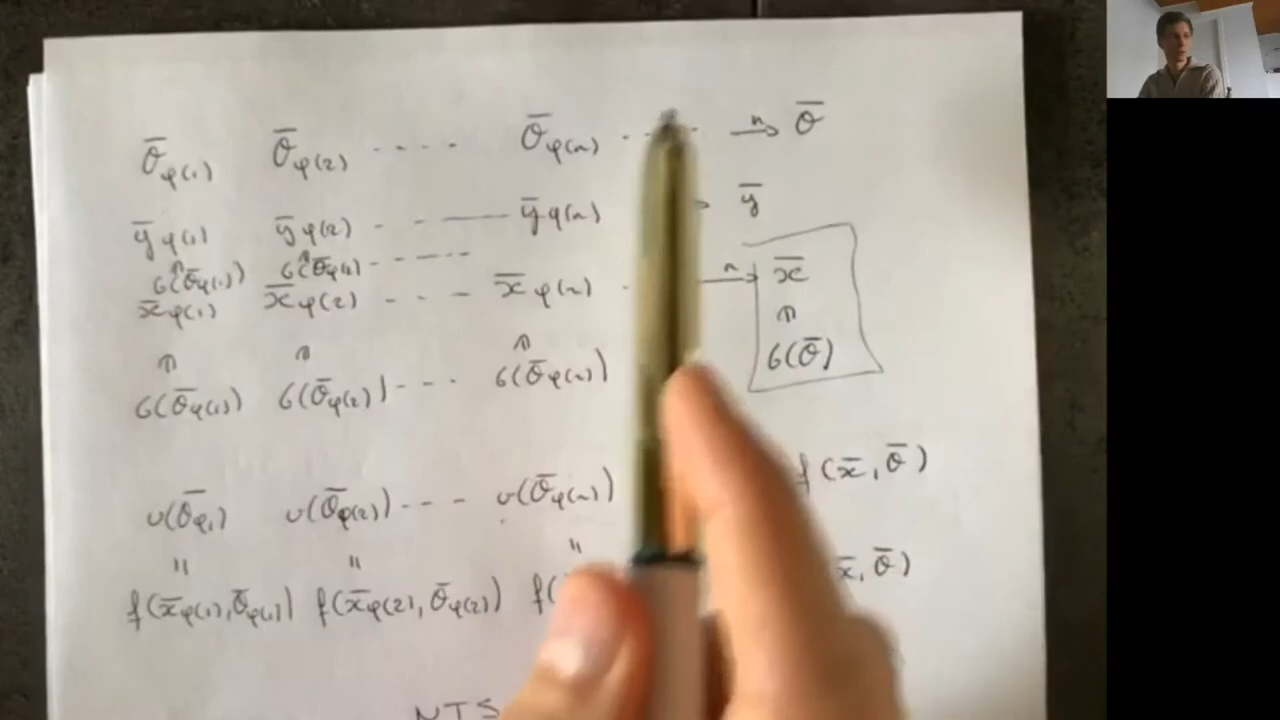 θ̄φ(1) θ̄φ(2) ---- θ̄φ(n) --- →n θ̄
ȳφ(1) ȳφ(2) - - —— ȳφ(n) ȳ
∩
G(θ̄φ(1)) G(θ̄φ(2)) - - ---
x̄φ(1) x̄φ(2) - - - x̄φ(n) - →n x̄
∩ ∩ ∩ ∩
G(θ̄φ(1)) G(θ̄φ(2)) --- G(θ̄φ(n)) G(θ̄)
v(θ̄φ1) v(θ̄φ(2)) --- v(θ̄φ(n)) f(x̄, θ̄)
" " "
f(x̄φ(1), θ̄φ(1)) f(x̄φ(2), θ̄φ(2)) f( x̄, θ̄)
NTS